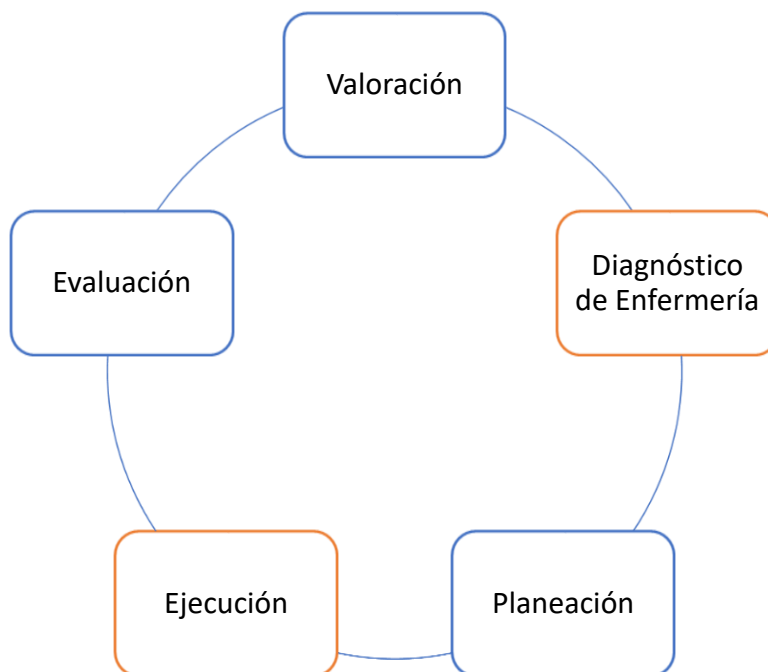 Valoración
Diagnóstico
de Enfermería
Planeación
Ejecución
Evaluación